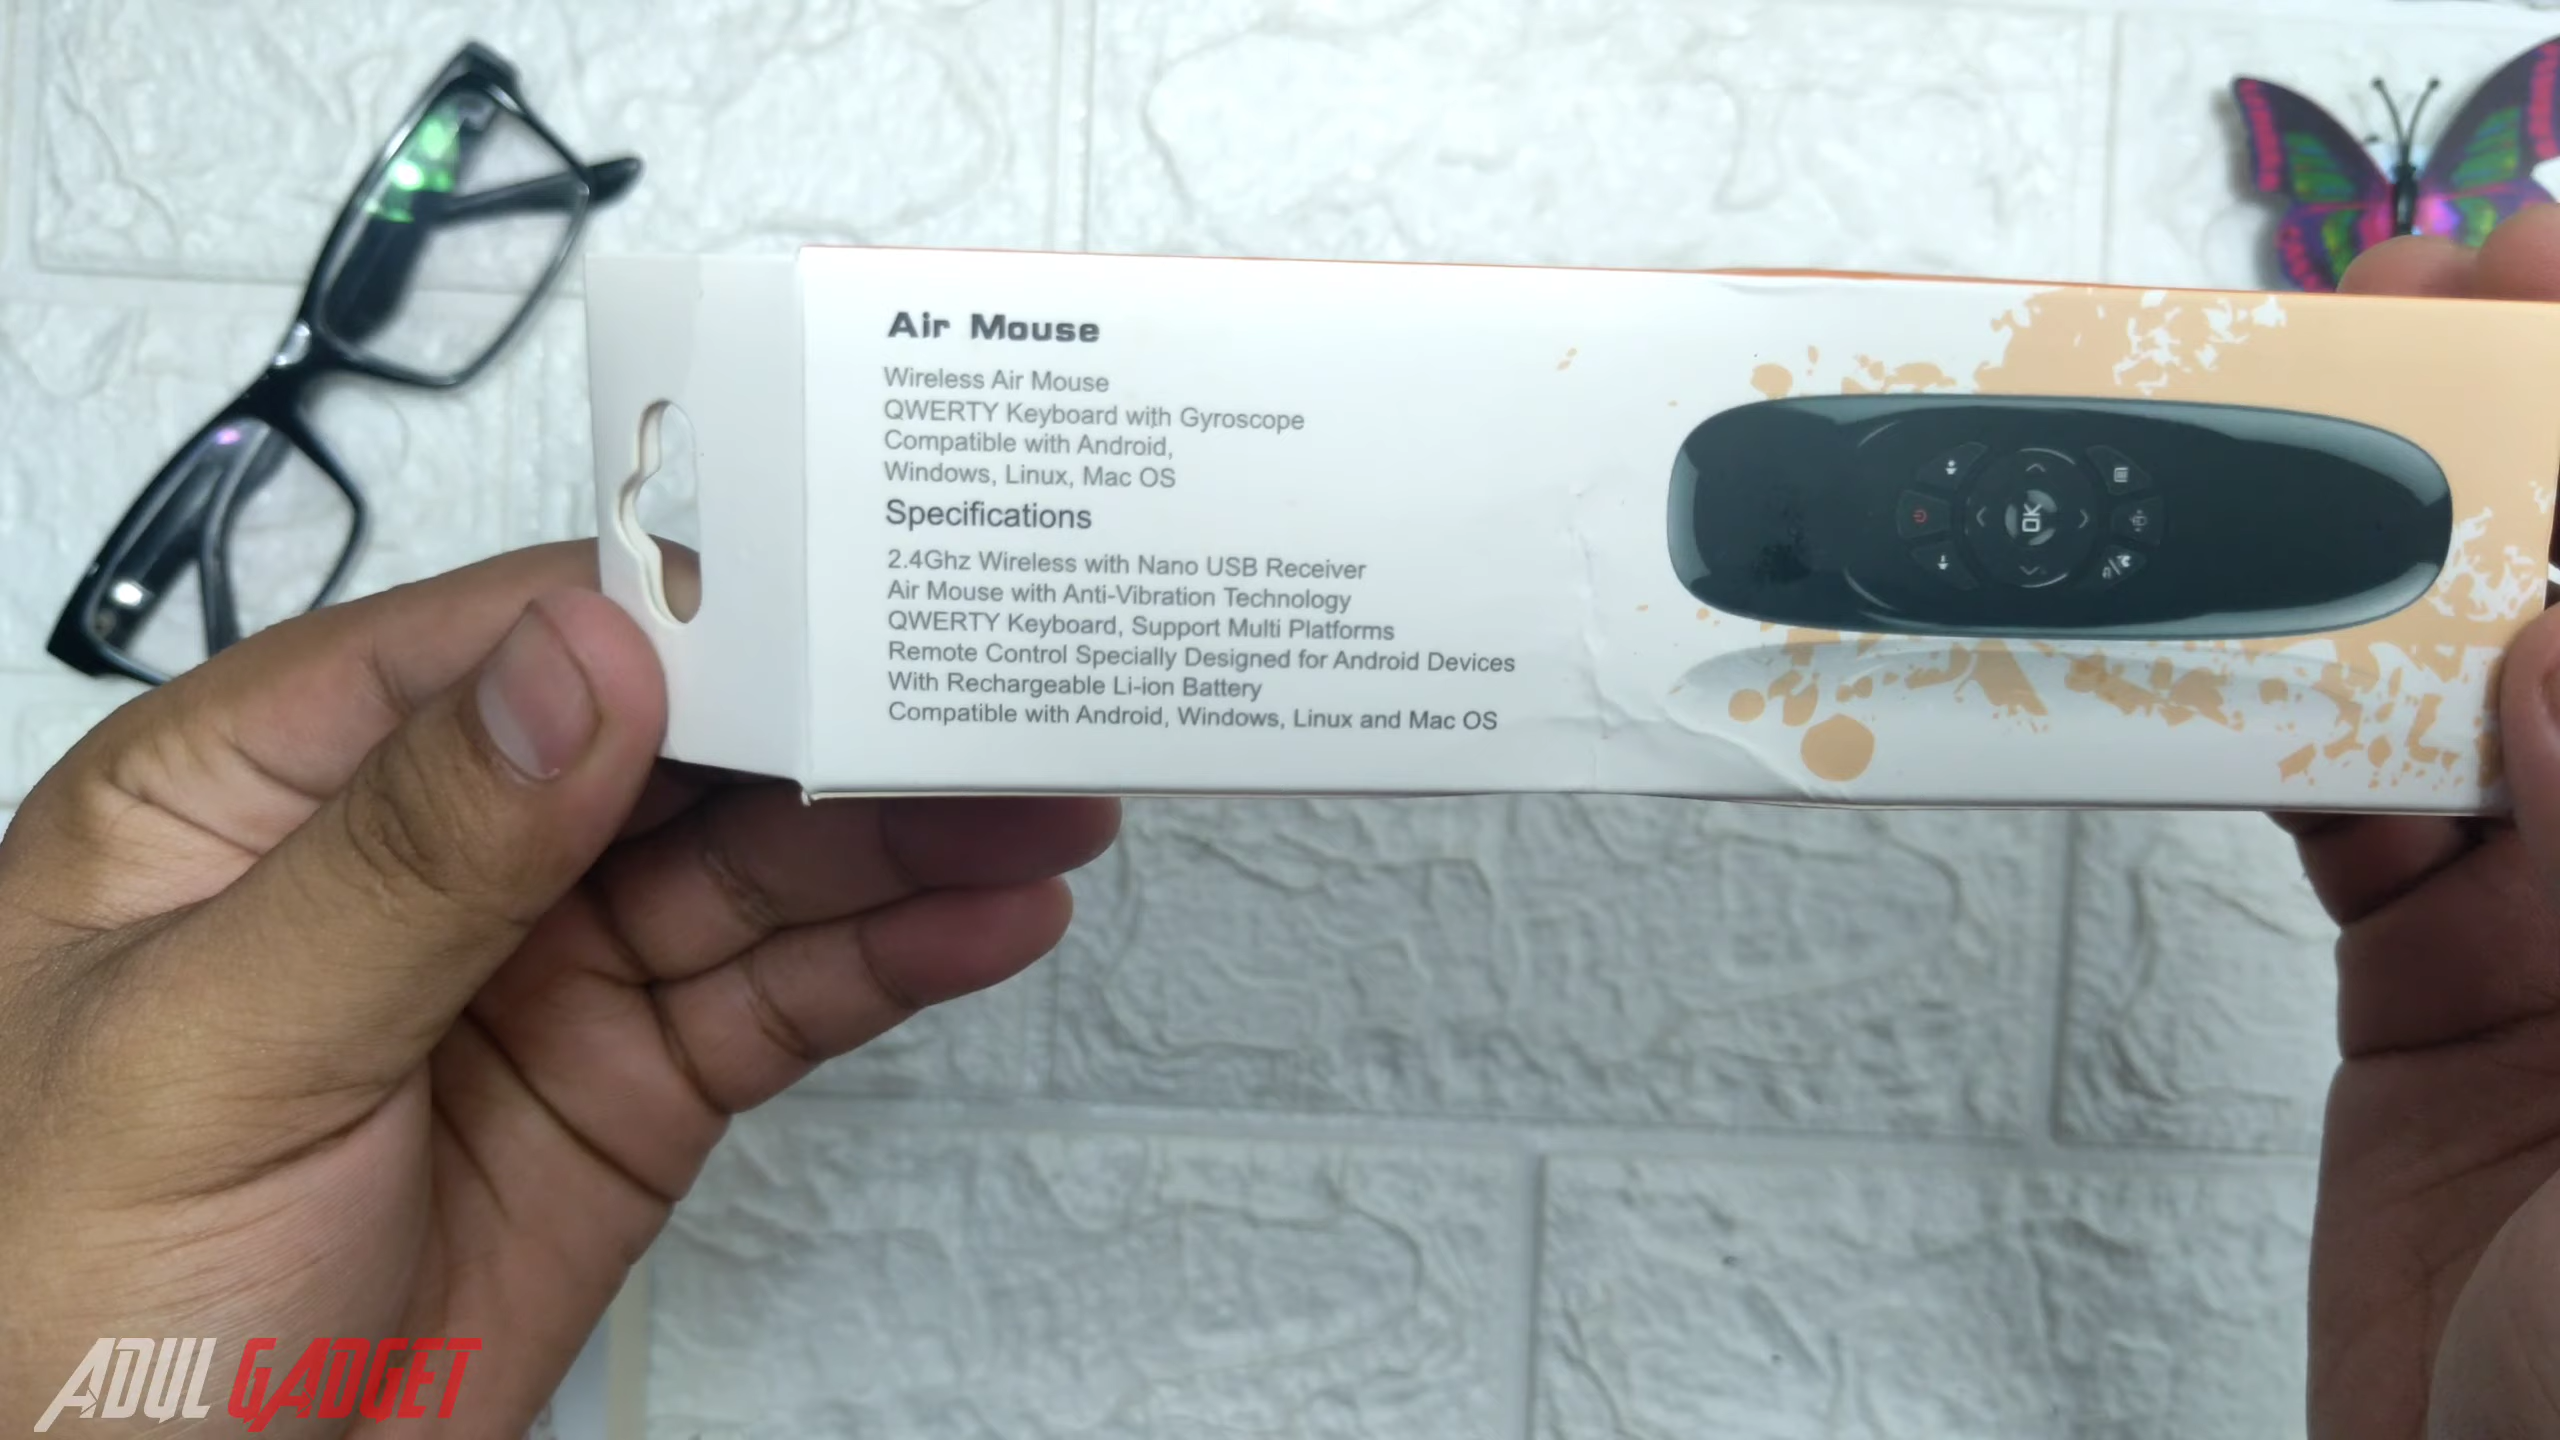 Air Mouse
Wireless Air Mouse
QWERTY Keyboard with Gyroscope
Compatible with Android,
Windows, Linux, Mac OS
Specifications
2.4Ghz Wireless with Nano USB Receiver
Air Mouse with Anti-Vibration Technology
QWERTY Keyboard, Support Multi Platforms
Remote Control Specially Designed for Android Devices
With Rechargeable Li-ion Battery
Compatible with Android, Windows, Linux and Mac OS
OK
ADUL GADGET